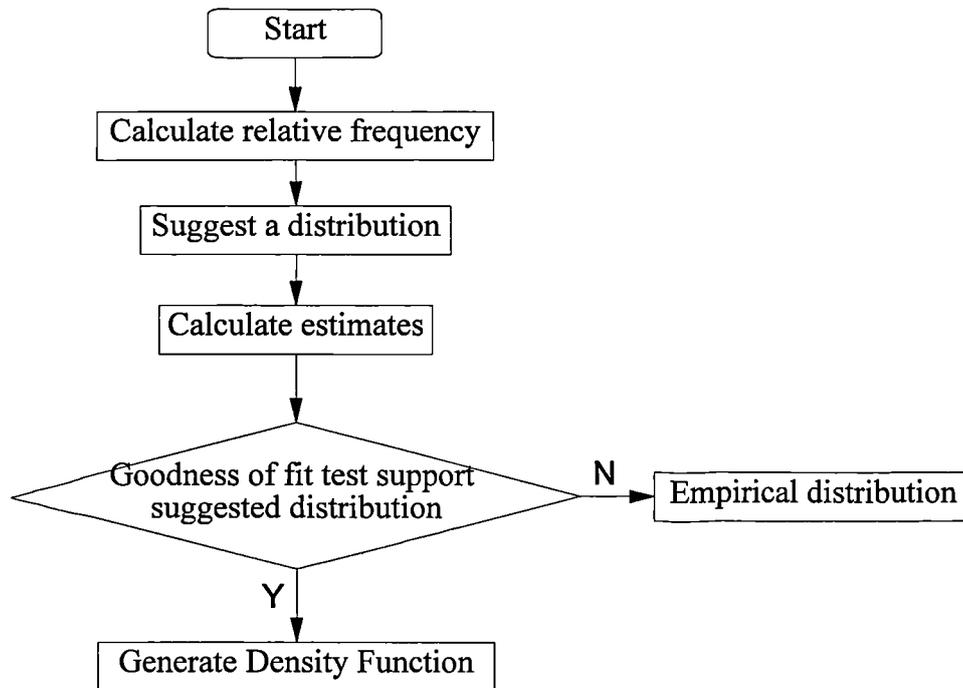 Start
Calculate relative frequency
Suggest a distribution
Calculate estimates
Goodness of fit test support
suggested distribution
N
Empirical distribution
Y
Generate Density Function